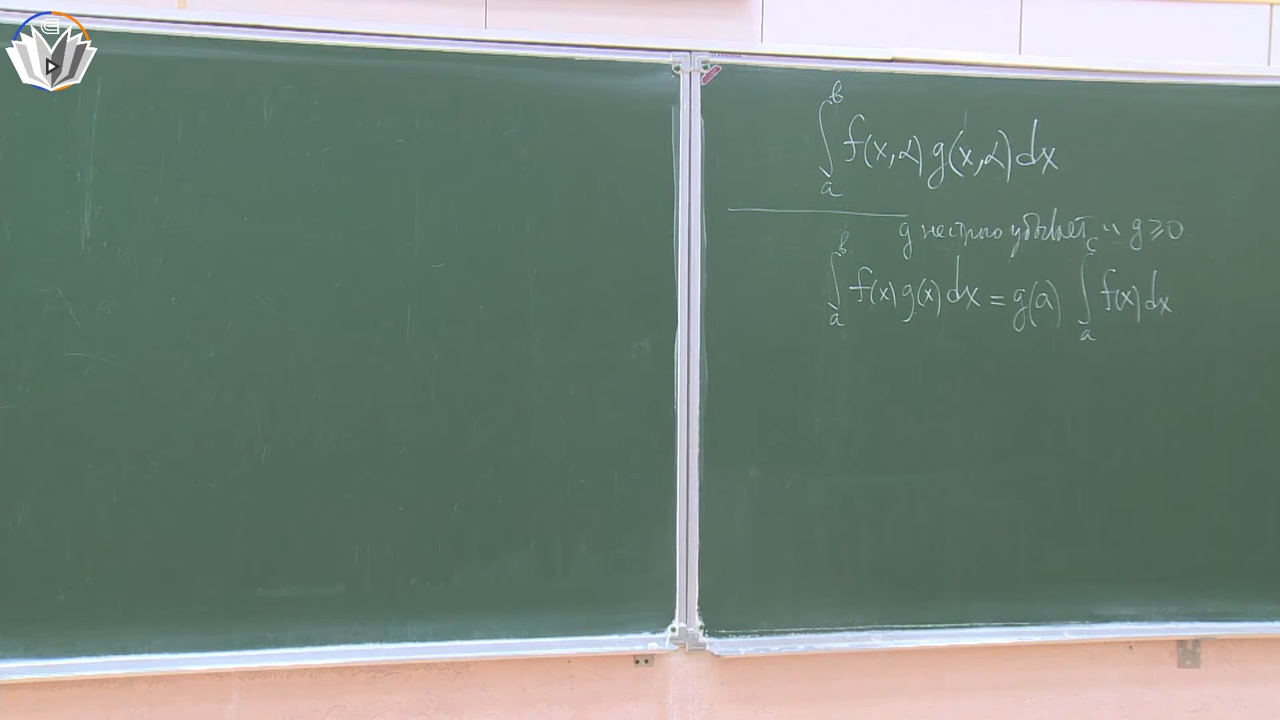 ∫_a^b f(x,α) g(x,α) dx
g нестрого убывает и g ≥ 0
∫_a^b f(x) g(x) dx = g(a) ∫_a^c f(x) dx